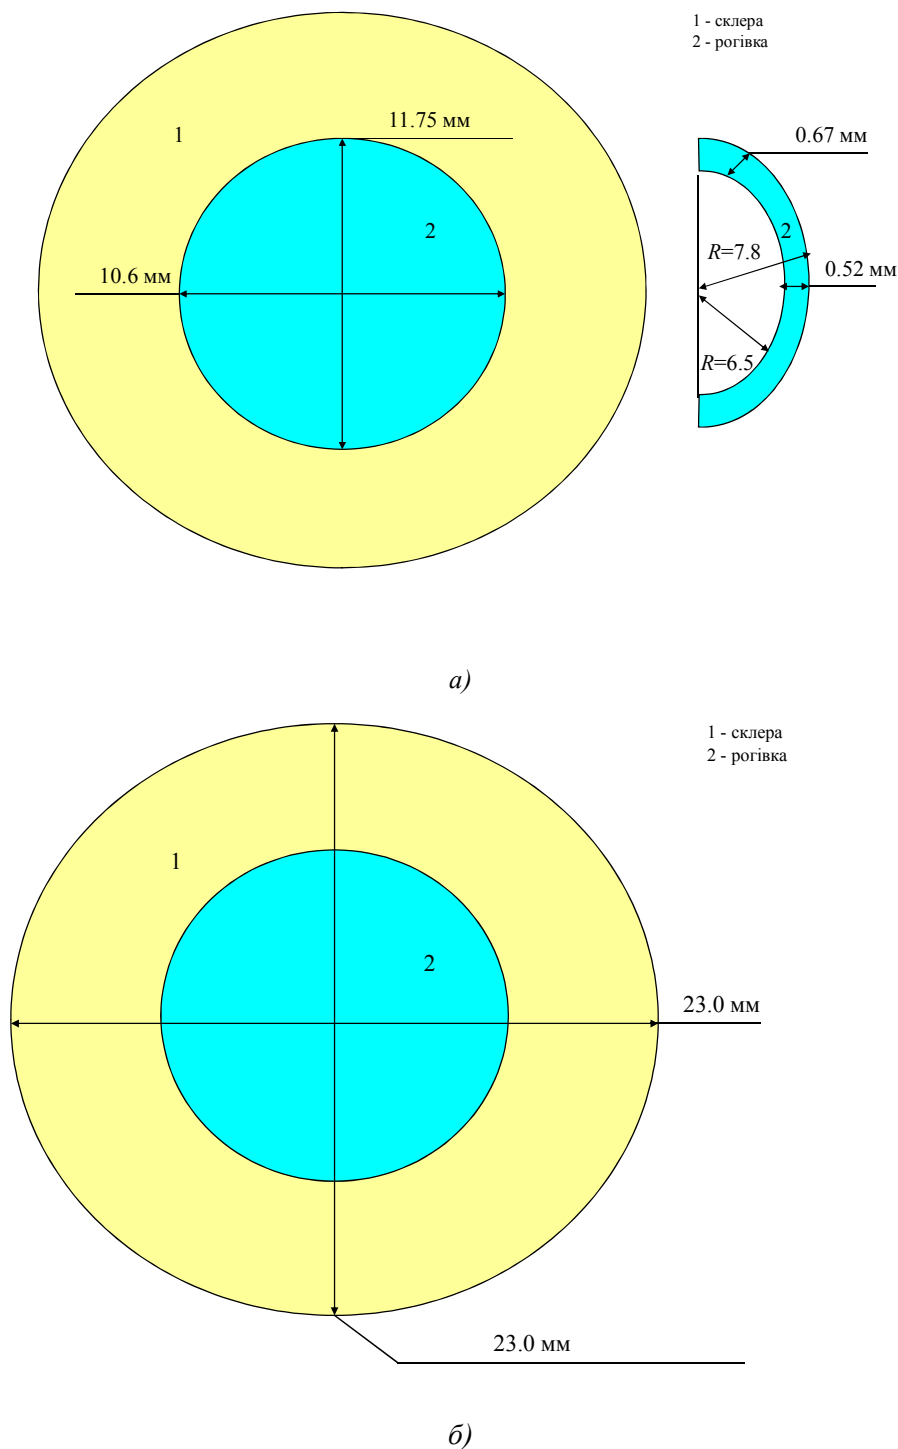 1 - склера
2 - рогівка
1
11.75 мм
0.67 мм
2
2
R=7.8
10.6 мм
0.52 мм
R=6.5
а)
1 - склера
2 - рогівка
1
2
23.0 мм
23.0 мм
б)